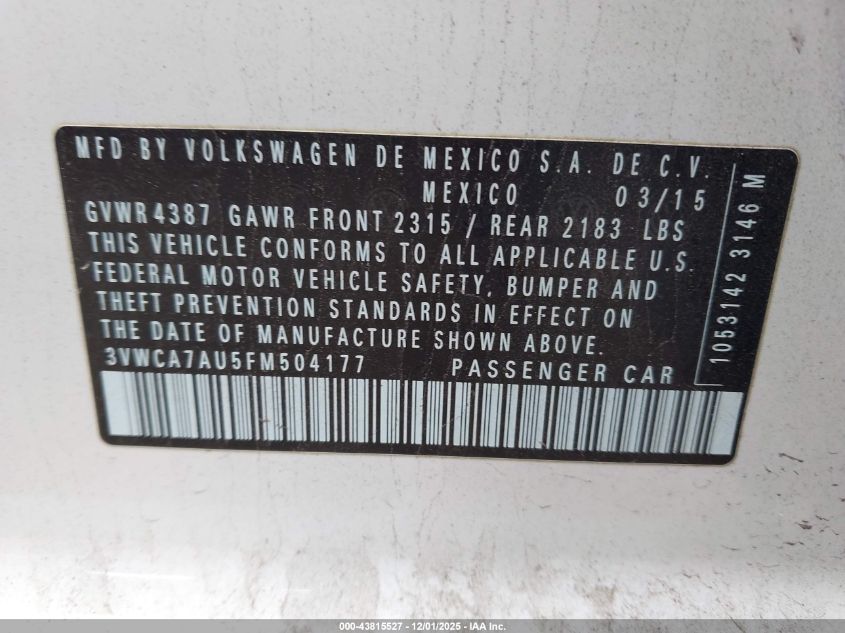 MFD BY VOLKSWAGEN DE MEXICO S.A. DE C.V.
MEXICO 03/15
GVWR 4387 GAWR FRONT 2315 / REAR 2183 LBS
THIS VEHICLE CONFORMS TO ALL APPLICABLE U.S.
FEDERAL MOTOR VEHICLE SAFETY, BUMPER AND
THEFT PREVENTION STANDARDS IN EFFECT ON
THE DATE OF MANUFACTURE SHOWN ABOVE.
3VWCA7AU5FM504177 PASSENGER CAR
1053142 3146 M
000-43815527 - 12/01/2025 - IAA Inc.